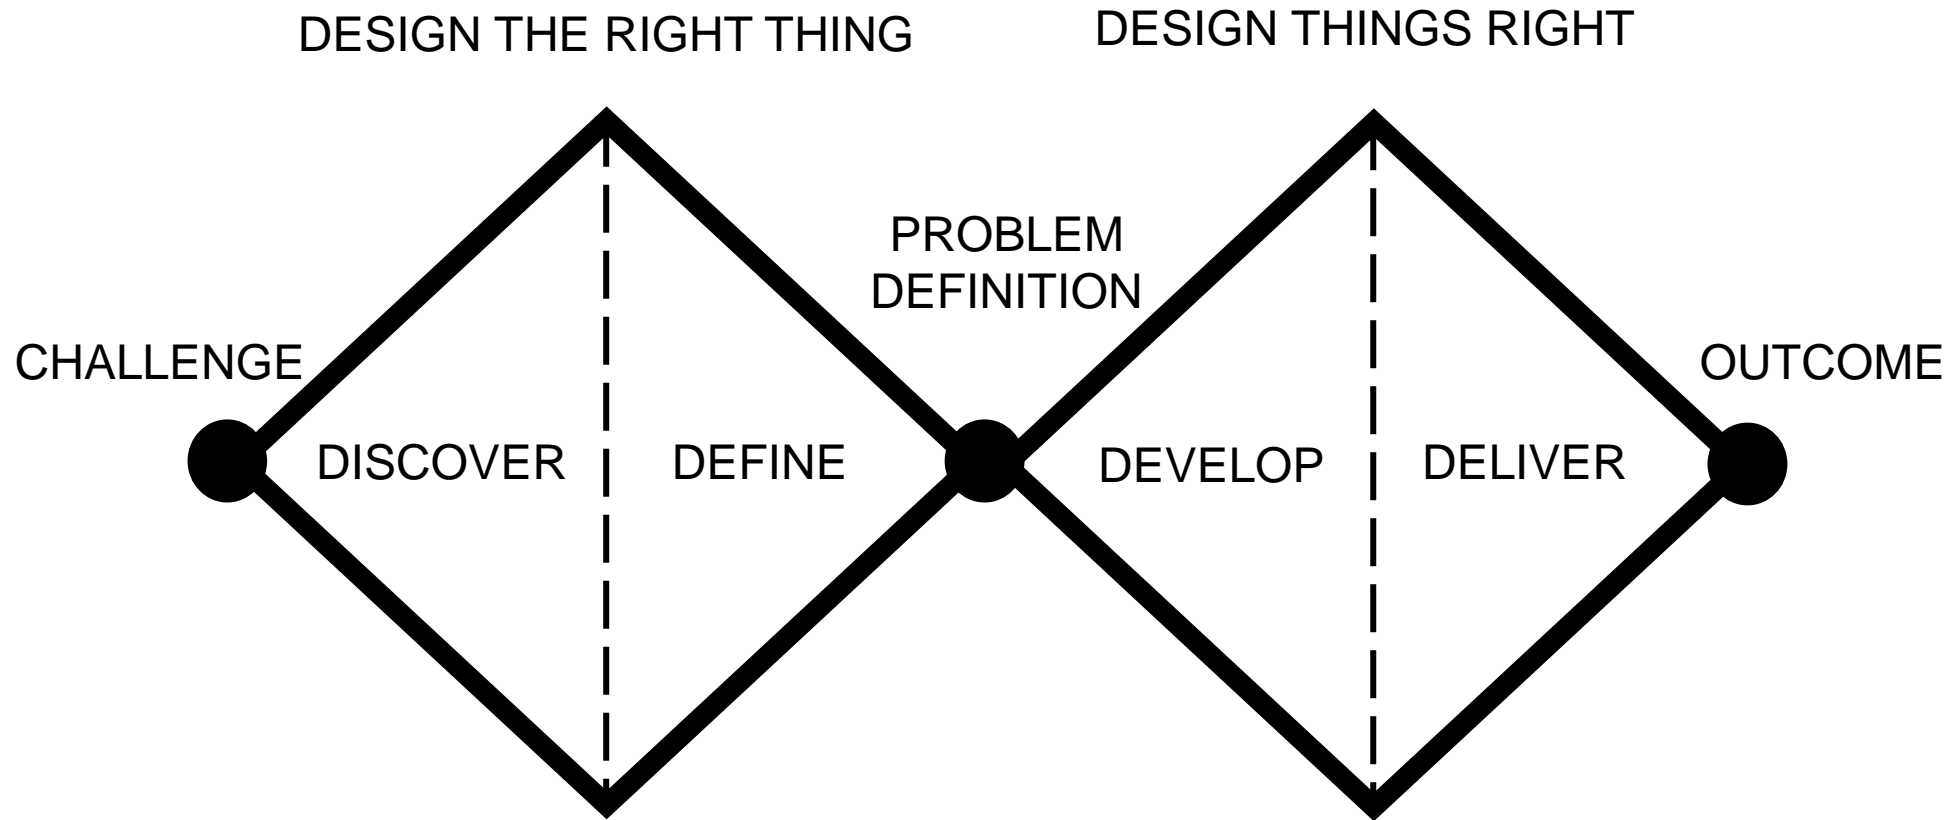 DESIGN THE RIGHT THING
DESIGN THINGS RIGHT
PROBLEM
DEFINITION
CHALLENGE
OUTCOME
DISCOVER
DEFINE
DEVELOP
DELIVER